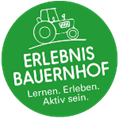 ERLEBNIS
BAUERNHOF
Lernen. Erleben.
Aktiv sein.